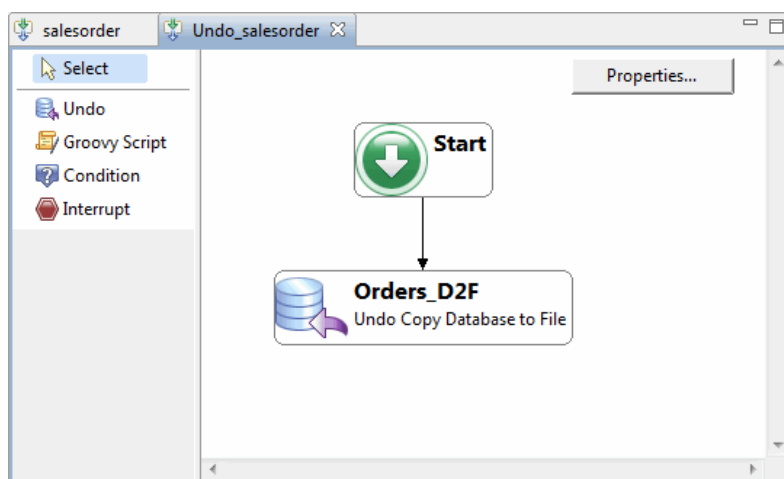 salesorder
Undo_salesorder
Select
Properties...
Undo
Groovy Script
Condition
Interrupt
Start
Orders_D2F
Undo Copy Database to File